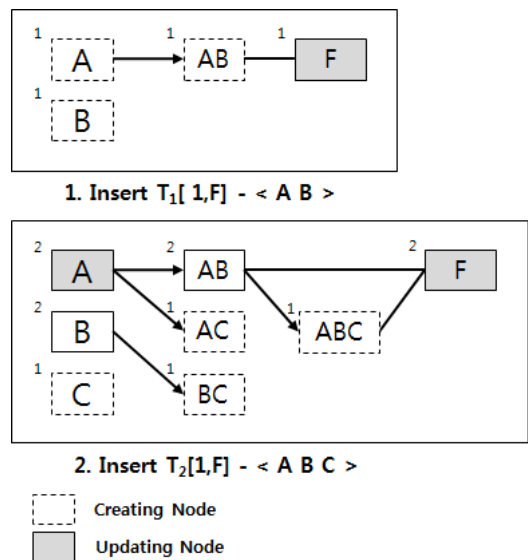 1 A 1 AB 1 F
1 B
1. Insert T₁[ 1,F] - < A B >
2 A 2 AB 2 F
2 B 1 AC 1 ABC
1 C 1 BC
2. Insert T₂[1,F] - < A B C >
Creating Node
Updating Node